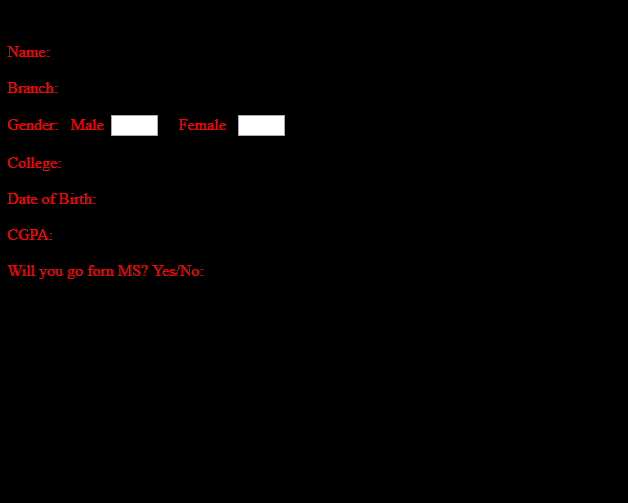 Name:
Branch:
Gender: Male Female
College:
Date of Birth:
CGPA:
Will you go forn MS? Yes/No: